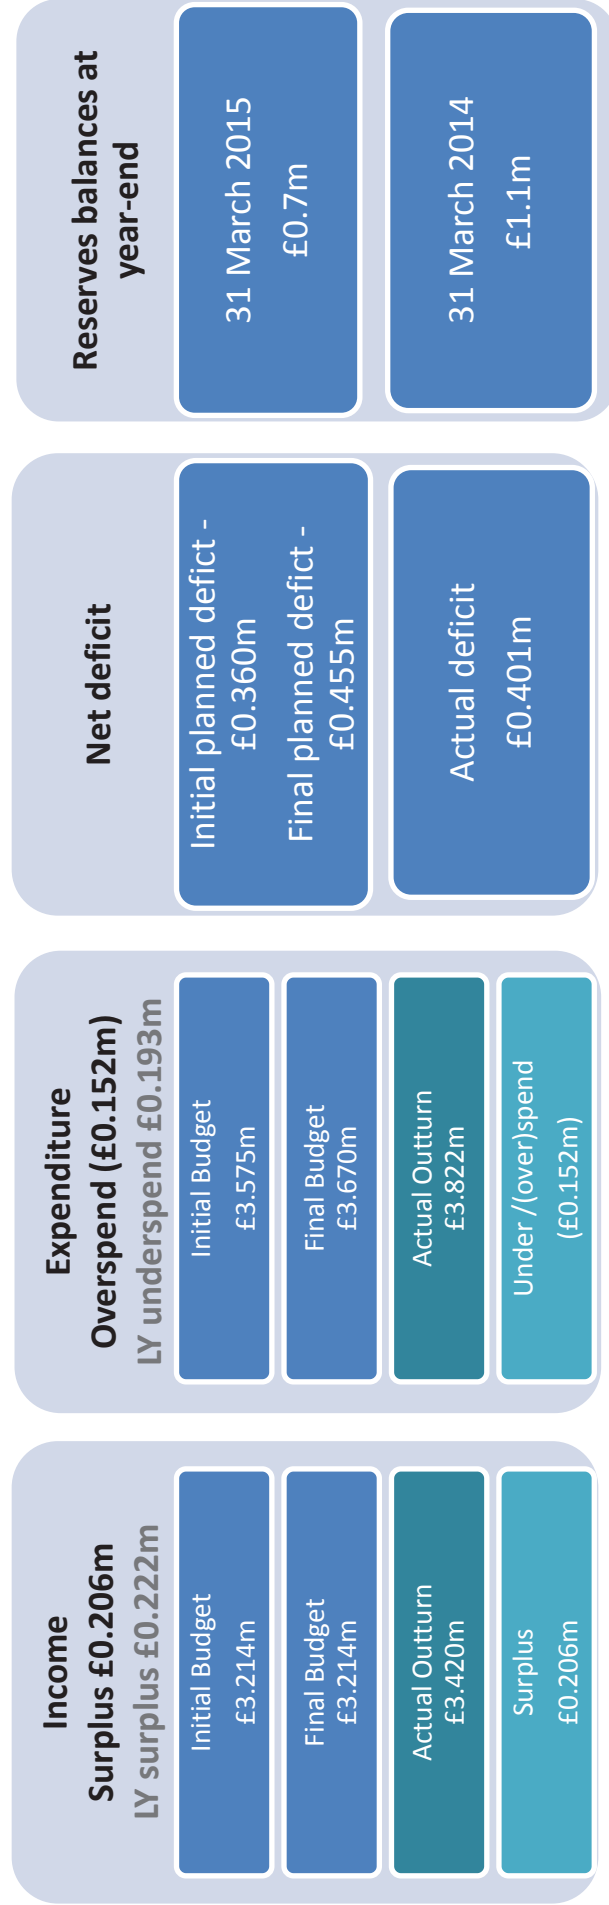 Income
Surplus £0.206m
LY surplus £0.222m
Initial Budget
£3.214m
Final Budget
£3.214m
Actual Outturn
£3.420m
Surplus
£0.206m
Expenditure
Overspend (£0.152m)
LY underspend £0.193m
Initial Budget
£3.575m
Final Budget
£3.670m
Actual Outturn
£3.822m
Under /(over)spend
(£0.152m)
Net deficit
Initial planned defict -
£0.360m
Final planned defict -
£0.455m
Actual deficit
£0.401m
Reserves balances at
year-end
31 March 2015
£0.7m
31 March 2014
£1.1m